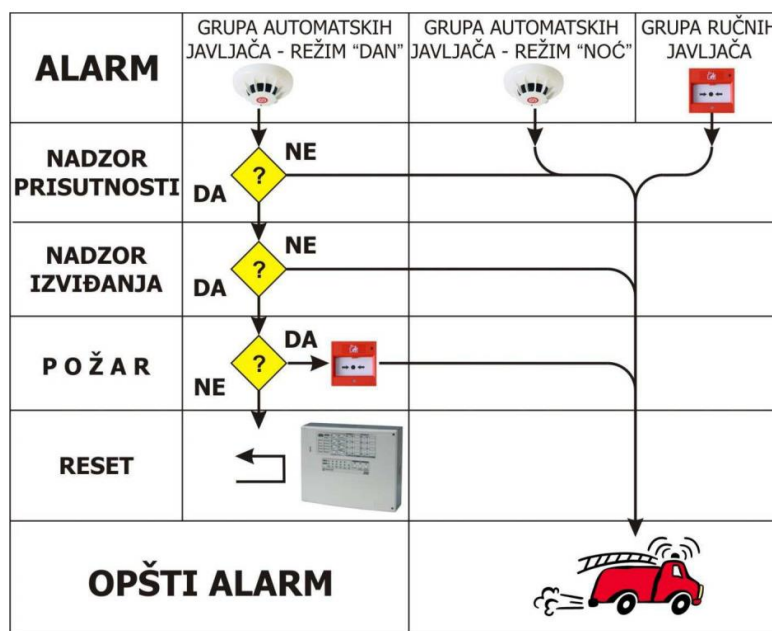 ALARM
GRUPA AUTOMATSKIH
JAVLJAČA - REŽIM “DAN”
GRUPA AUTOMATSKIH
JAVLJAČA - REŽIM “NOĆ”
GRUPA RUČNIH
JAVLJAČA
NADZOR
PRISUTNOSTI
?
NE
DA
NADZOR
IZVIĐANJA
?
NE
DA
POŽAR
?
DA
NE
RESET
OPŠTI ALARM